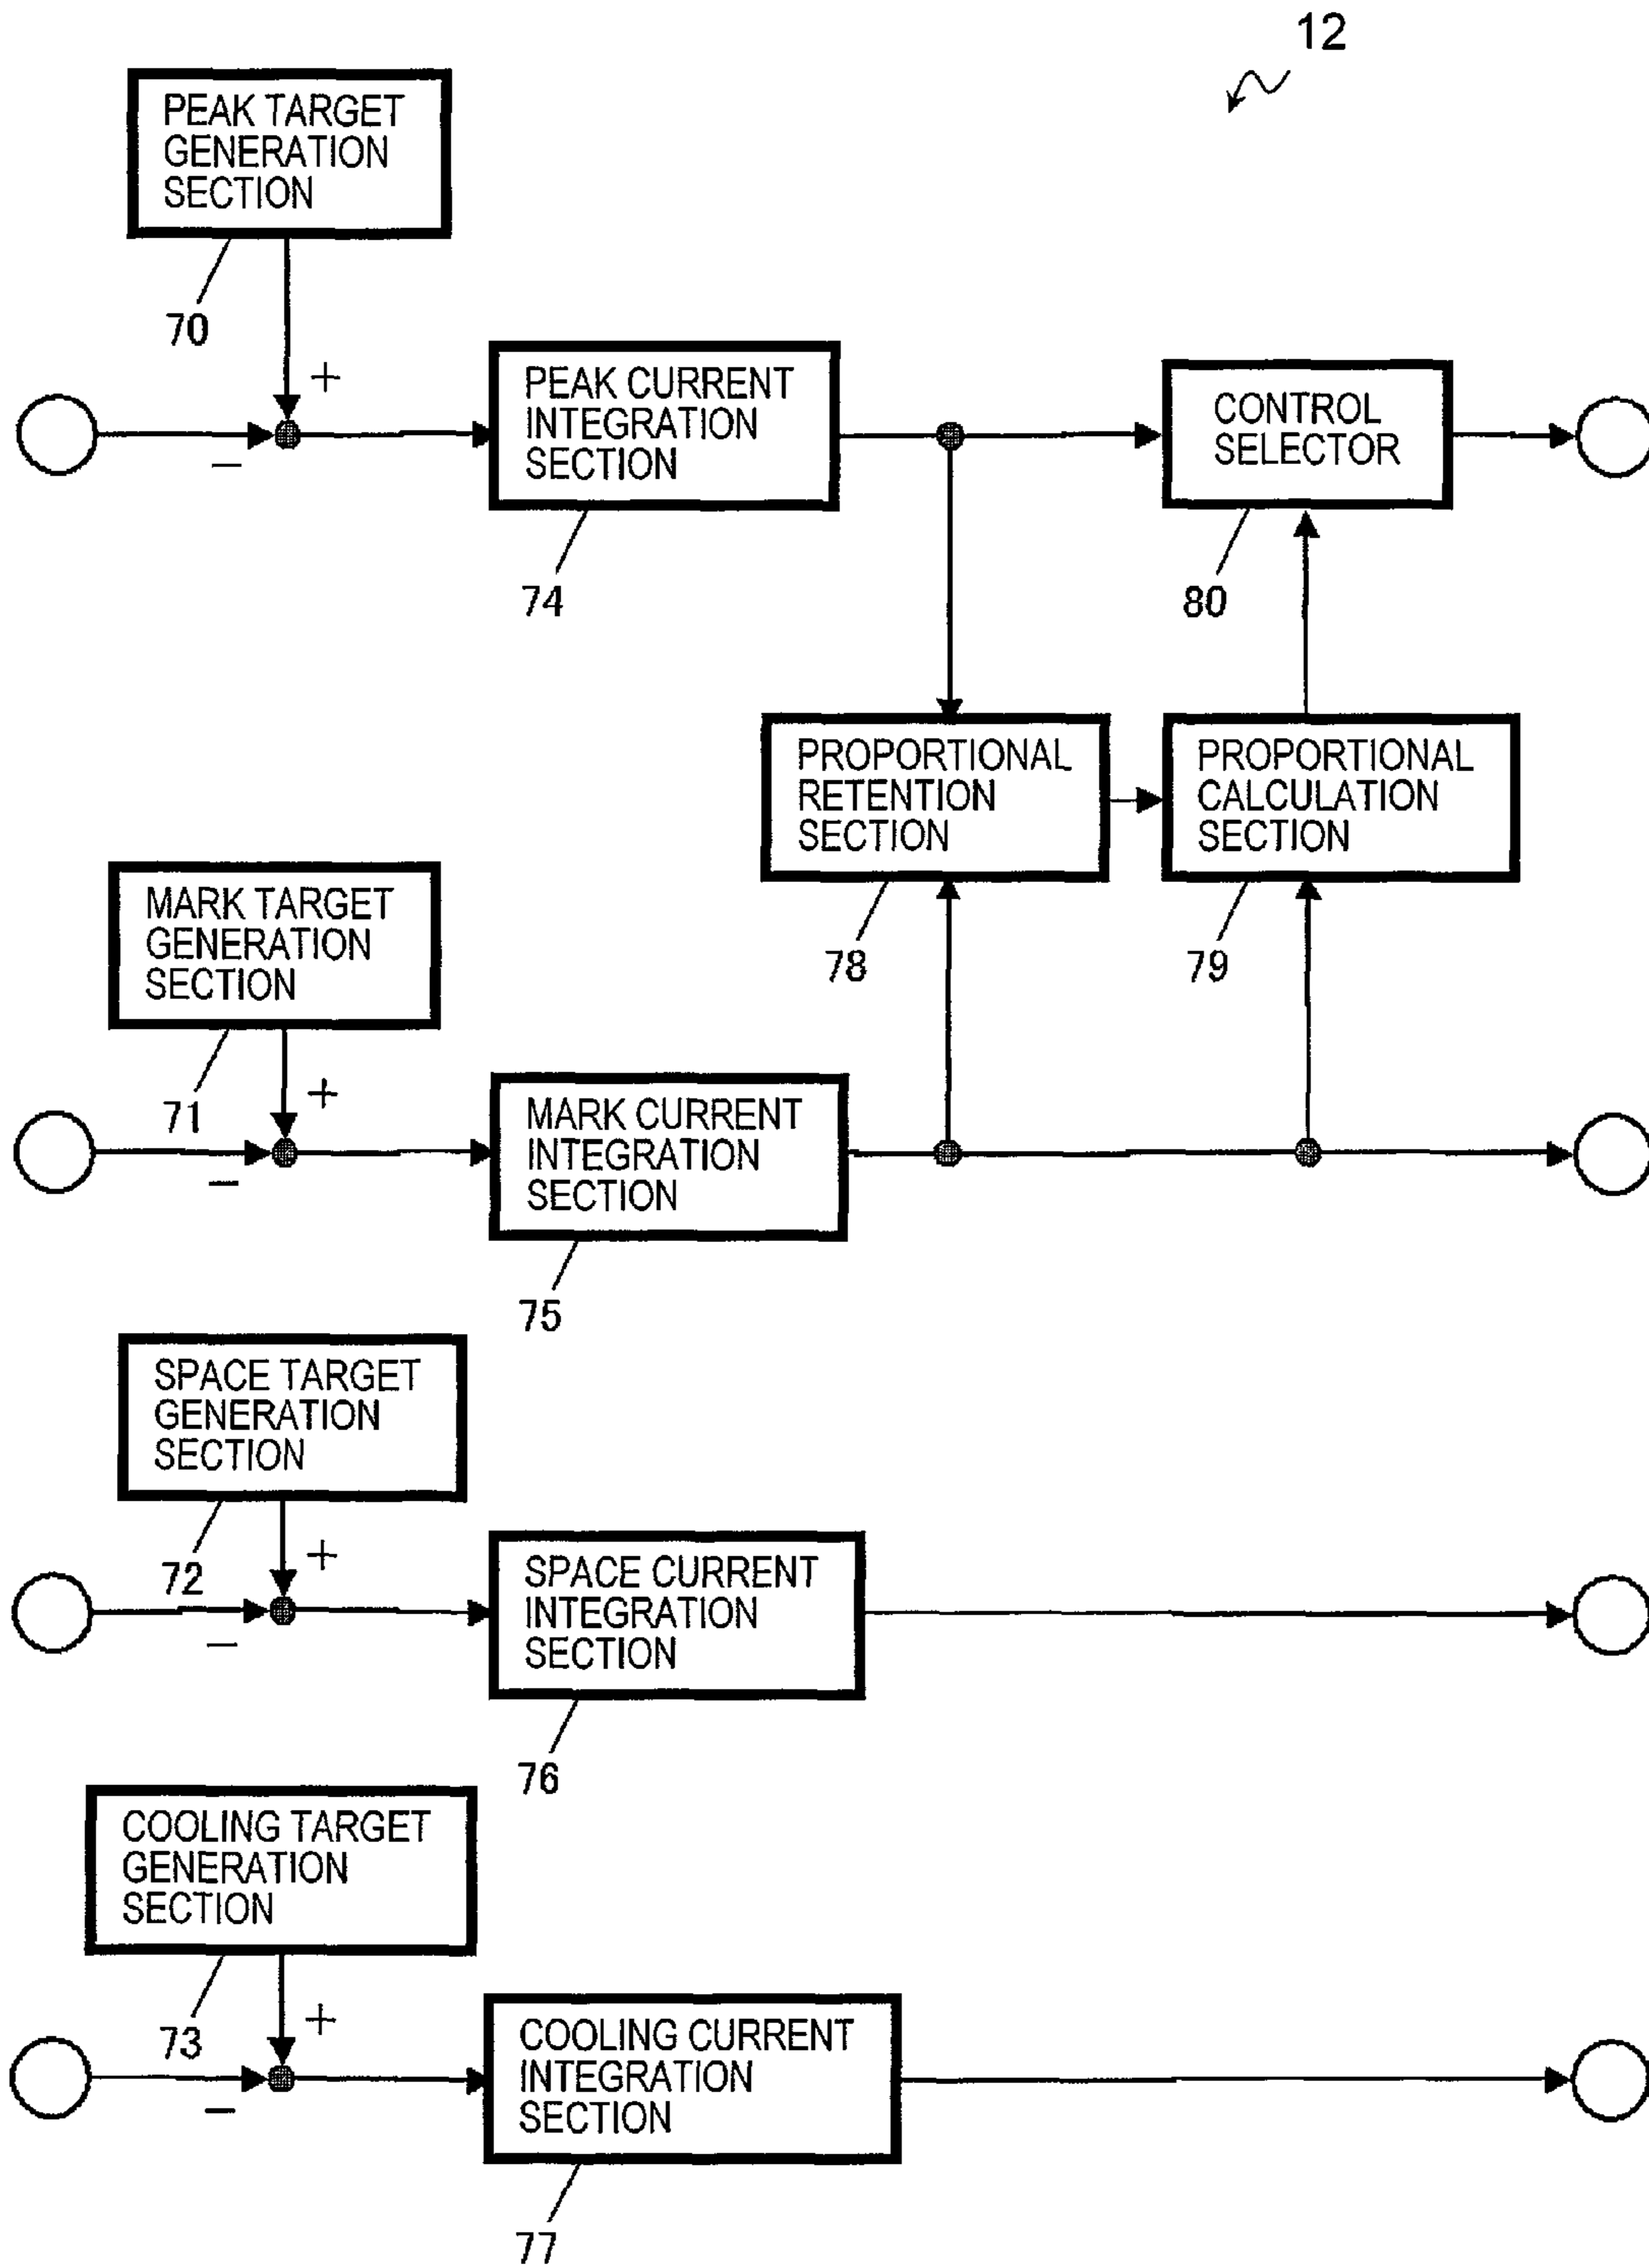 12
PEAK TARGET
GENERATION
SECTION
70
+
−
PEAK CURRENT
INTEGRATION
SECTION
74
CONTROL
SELECTOR
80
PROPORTIONAL
RETENTION
SECTION
78
PROPORTIONAL
CALCULATION
SECTION
79
MARK TARGET
GENERATION
SECTION
71
+
−
MARK CURRENT
INTEGRATION
SECTION
75
SPACE TARGET
GENERATION
SECTION
72
+
−
SPACE CURRENT
INTEGRATION
SECTION
76
COOLING TARGET
GENERATION
SECTION
73
+
−
COOLING CURRENT
INTEGRATION
SECTION
77